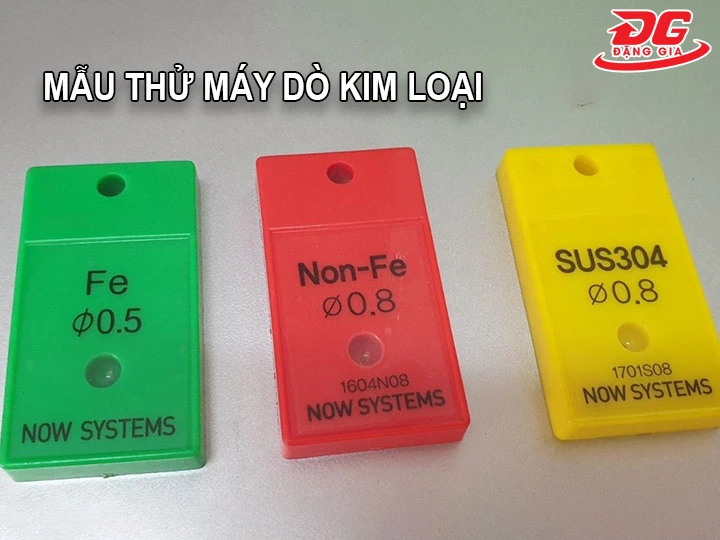 ĐG
ĐẶNG GIA
MẪU THỬ MÁY DÒ KIM LOẠI
Fe
φ0.5
NOW SYSTEMS
Non-Fe
Ø0.8
1604N08
NOW SYSTEMS
SUS304
Ø0.8
1701S08
NOW SYSTEMS